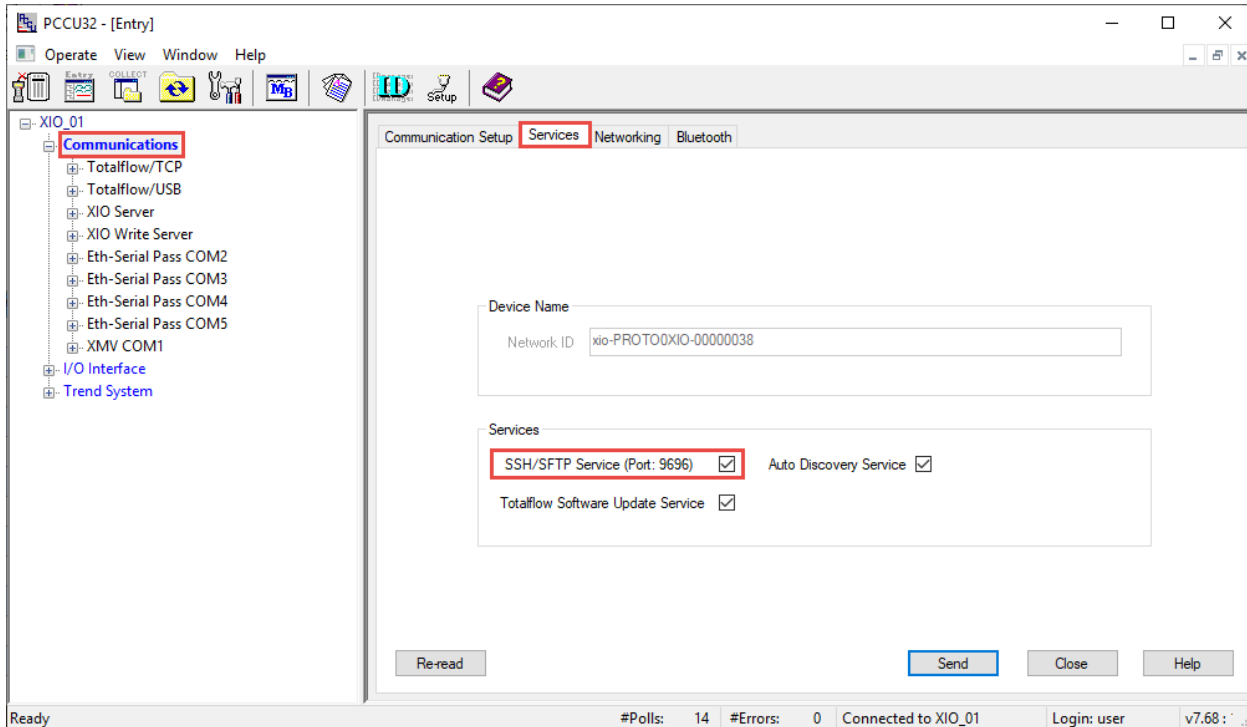 PCCU32 - [Entry]
Operate View Window Help
Entry COLLECT MB ID IDmanager Setup
XIO_01
Communications
Totalflow/TCP
Totalflow/USB
XIO Server
XIO Write Server
Eth-Serial Pass COM2
Eth-Serial Pass COM3
Eth-Serial Pass COM4
Eth-Serial Pass COM5
XMV COM1
I/O Interface
Trend System
Communication Setup Services Networking Bluetooth
Device Name
Network ID xio-PROTO0XIO-00000038
Services
SSH/SFTP Service (Port: 9696) Auto Discovery Service
Totalflow Software Update Service
Re-read Send Close Help
Ready #Polls: 14 #Errors: 0 Connected to XIO_01 Login: user v7.68 :